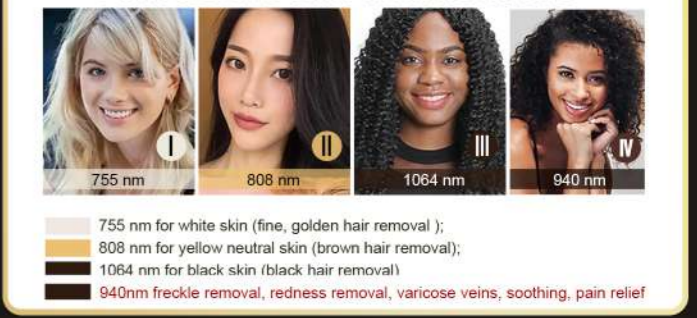 I
II
III
IV
755 nm
808 nm
1064 nm
940 nm
755 nm for white skin (fine, golden hair removal );
808 nm for yellow neutral skin (brown hair removal);
1064 nm for black skin (black hair removal)
940nm freckle removal, redness removal, varicose veins, soothing, pain relief